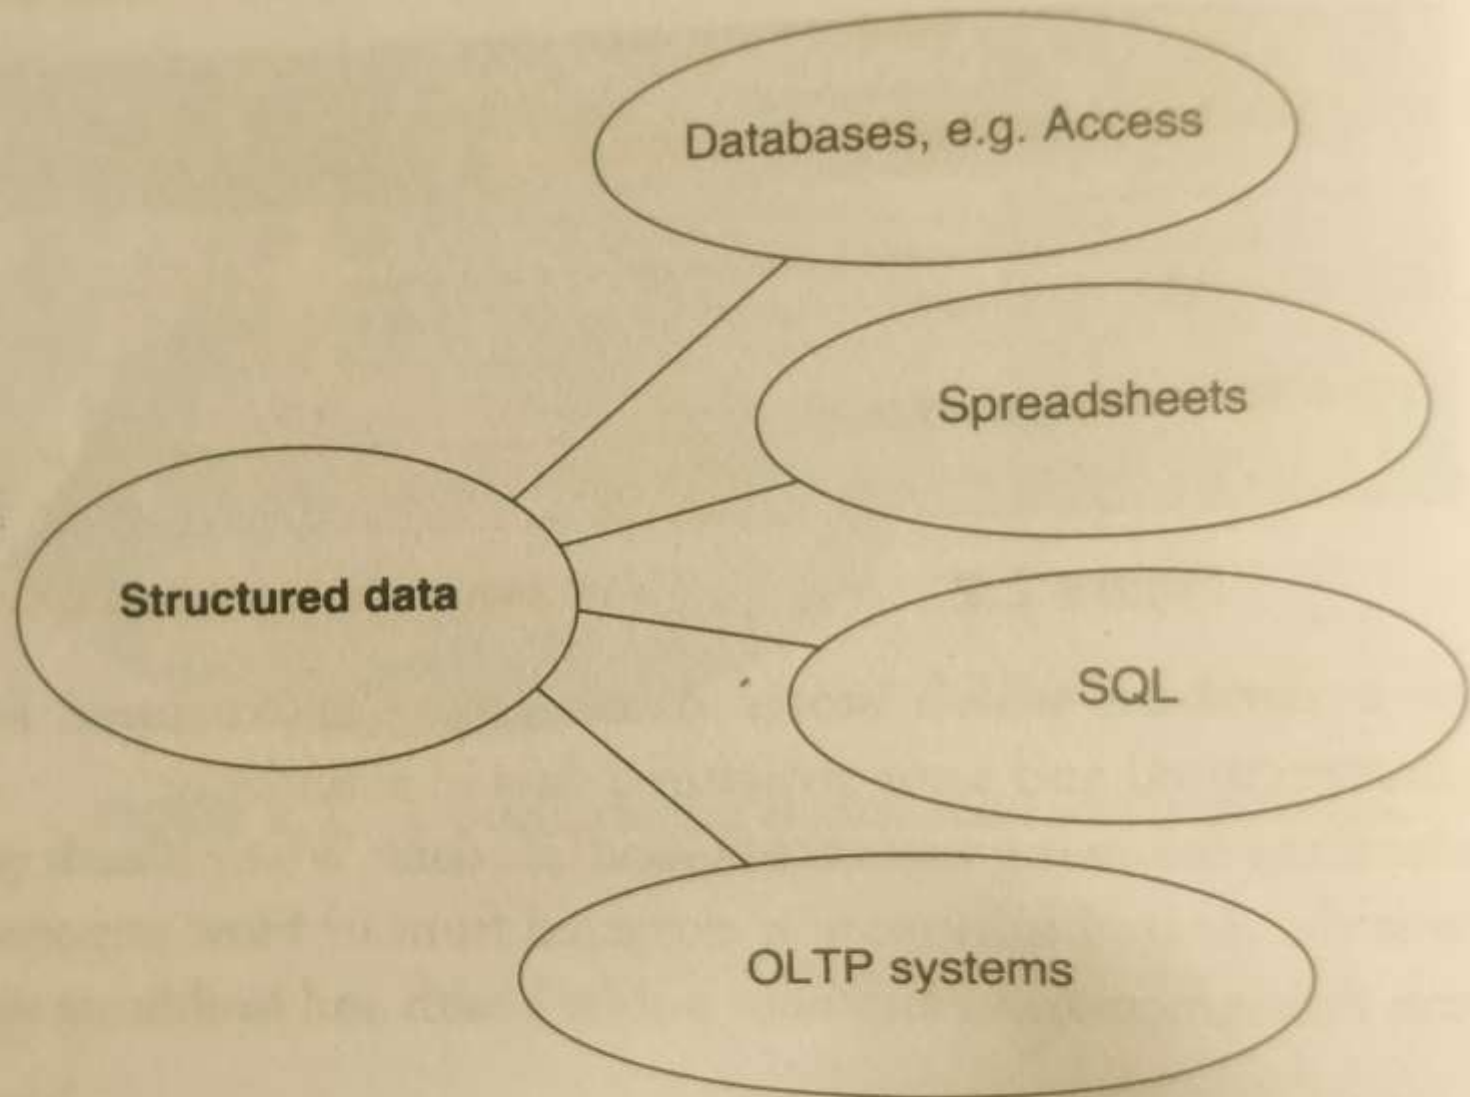 Databases, e.g. Access
Spreadsheets
Structured data
SQL
OLTP systems